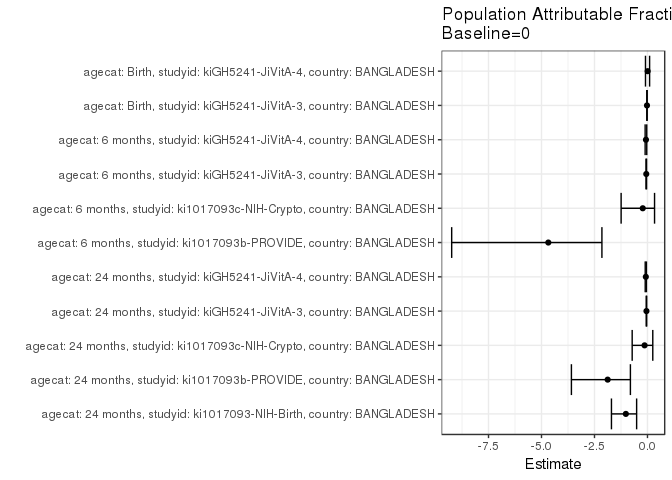 Population Attributable Fracti
Baseline=0
agecat: Birth, studyid: kiGH5241-JiVitA-4, country: BANGLADESH
agecat: Birth, studyid: kiGH5241-JiVitA-3, country: BANGLADESH
agecat: 6 months, studyid: kiGH5241-JiVitA-4, country: BANGLADESH
agecat: 6 months, studyid: kiGH5241-JiVitA-3, country: BANGLADESH
agecat: 6 months, studyid: ki1017093c-NIH-Crypto, country: BANGLADESH
agecat: 6 months, studyid: ki1017093b-PROVIDE, country: BANGLADESH
agecat: 24 months, studyid: kiGH5241-JiVitA-4, country: BANGLADESH
agecat: 24 months, studyid: kiGH5241-JiVitA-3, country: BANGLADESH
agecat: 24 months, studyid: ki1017093c-NIH-Crypto, country: BANGLADESH
agecat: 24 months, studyid: ki1017093b-PROVIDE, country: BANGLADESH
agecat: 24 months, studyid: ki1017093-NIH-Birth, country: BANGLADESH
-7.5 -5.0 -2.5 0.0
Estimate